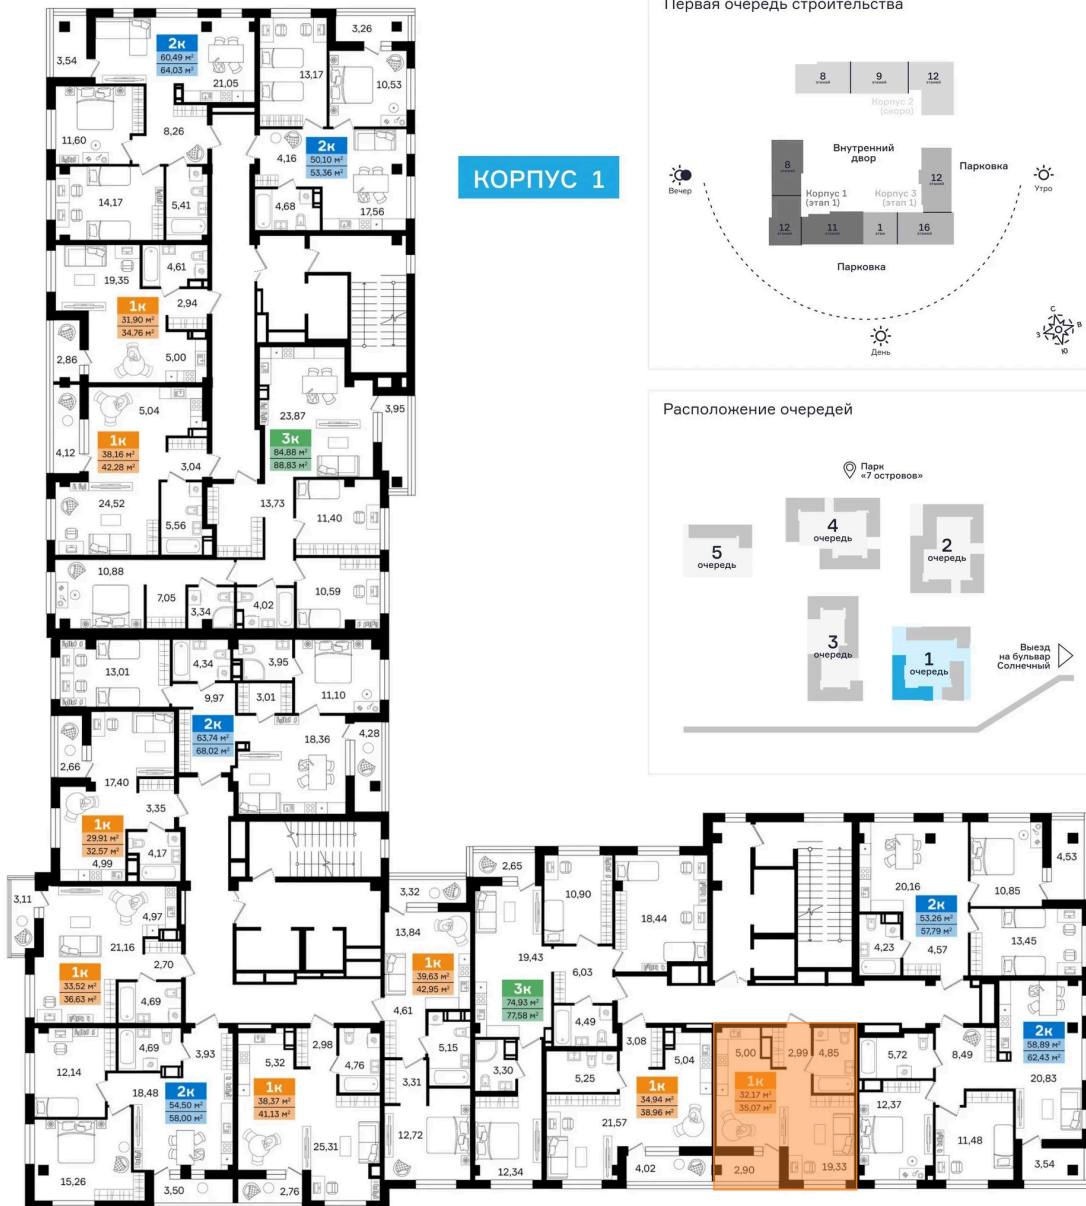 Первая очередь строительства
8
этажей
9
этажей
12
этажей
Корпус 2
(скоро)
Внутренний
двор
8
этажей
12
этажей
Парковка
Вечер
Утро
Корпус 1
(этап 1)
Корпус 3
(этап 1)
12
этажей
11
этажей
1
этаж
16
этажей
Парковка
День
С
В
Ю
З
КОРПУС 1
Расположение очередей
Парк
«7 островов»
4
очередь
5
очередь
2
очередь
3
очередь
1
очередь
Выезд
на бульвар
Солнечный
3,54
2к
60,49 м²
64,03 м²
21,05
13,17
3,26
10,53
11,60
8,26
4,16
2к
50,10 м²
53,36 м²
14,17
5,41
4,68
17,56
19,35
4,61
2,94
1к
31,90 м²
34,76 м²
2,86
5,00
5,04
4,12
1к
38,16 м²
42,28 м²
3,04
24,52
5,56
23,87
3,95
3к
84,88 м²
88,83 м²
13,73
11,40
10,88
7,05
3,34
4,02
10,59
13,01
4,34
3,95
9,97
3,01
11,10
2к
63,74 м²
68,02 м²
18,36
4,28
2,66
17,40
3,35
1к
29,91 м²
32,57 м²
4,99
4,17
3,11
4,97
21,16
2,70
1к
33,52 м²
36,63 м²
4,69
12,14
4,69
3,93
18,48
2к
54,50 м²
58,00 м²
15,26
3,50
5,32
2,98
4,76
1к
38,37 м²
41,13 м²
25,31
2,76
3,32
13,84
1к
39,63 м²
42,95 м²
4,61
5,15
3,31
12,72
2,65
10,90
18,44
19,43
6,03
3к
74,93 м²
77,58 м²
4,49
3,30
12,34
3,08
5,04
5,25
1к
34,94 м²
38,96 м²
21,57
4,02
5,00
2,99
4,85
1к
32,17 м²
35,07 м²
2,90
19,33
20,16
10,85
4,53
2к
53,26 м²
57,79 м²
4,23
4,57
13,45
5,72
8,49
2к
58,89 м²
62,43 м²
12,37
20,83
11,48
3,54